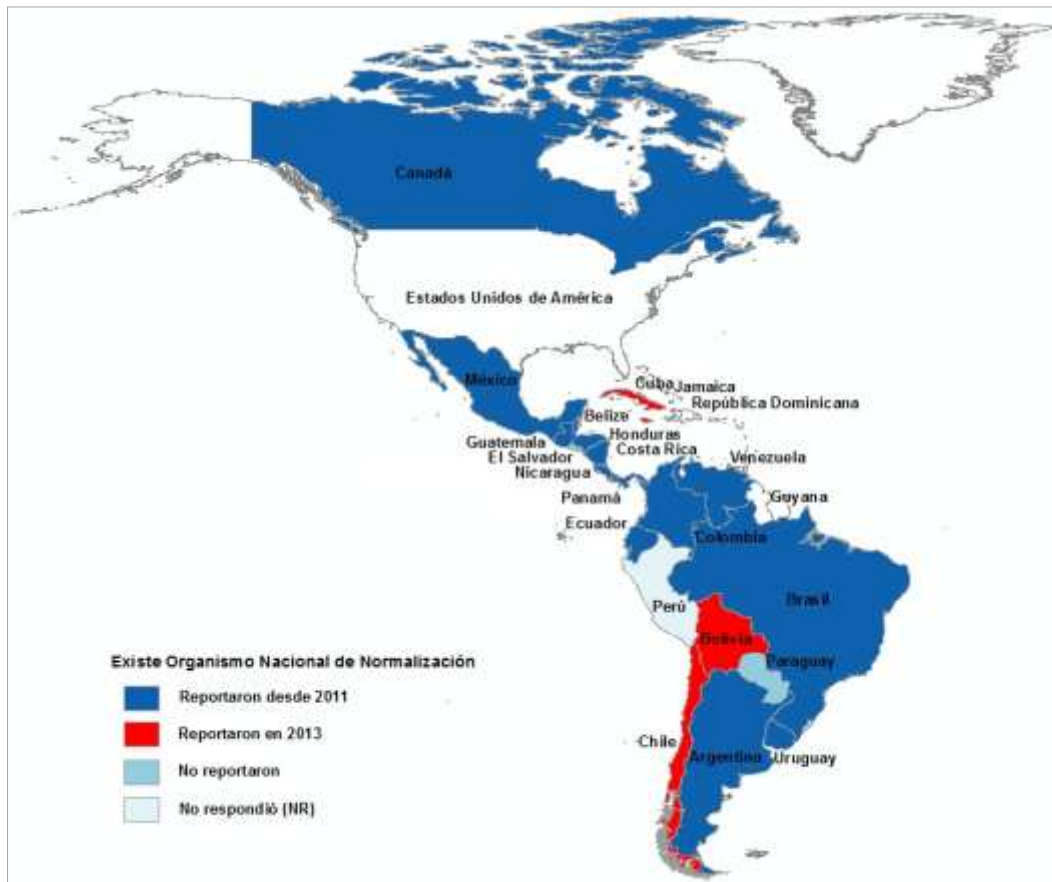 Canadá
Estados Unidos de América
México
Cuba
Jamaica
República Dominicana
Belize
Guatemala
Honduras
El Salvador
Costa Rica
Nicaragua
Venezuela
Panamá
Guyana
Ecuador
Colombia
Perú
Brasil
Bolivia
Paraguay
Chile
Argentina
Uruguay
Existe Organismo Nacional de Normalización
Reportaron desde 2011
Reportaron en 2013
No reportaron
No respondió (NR)